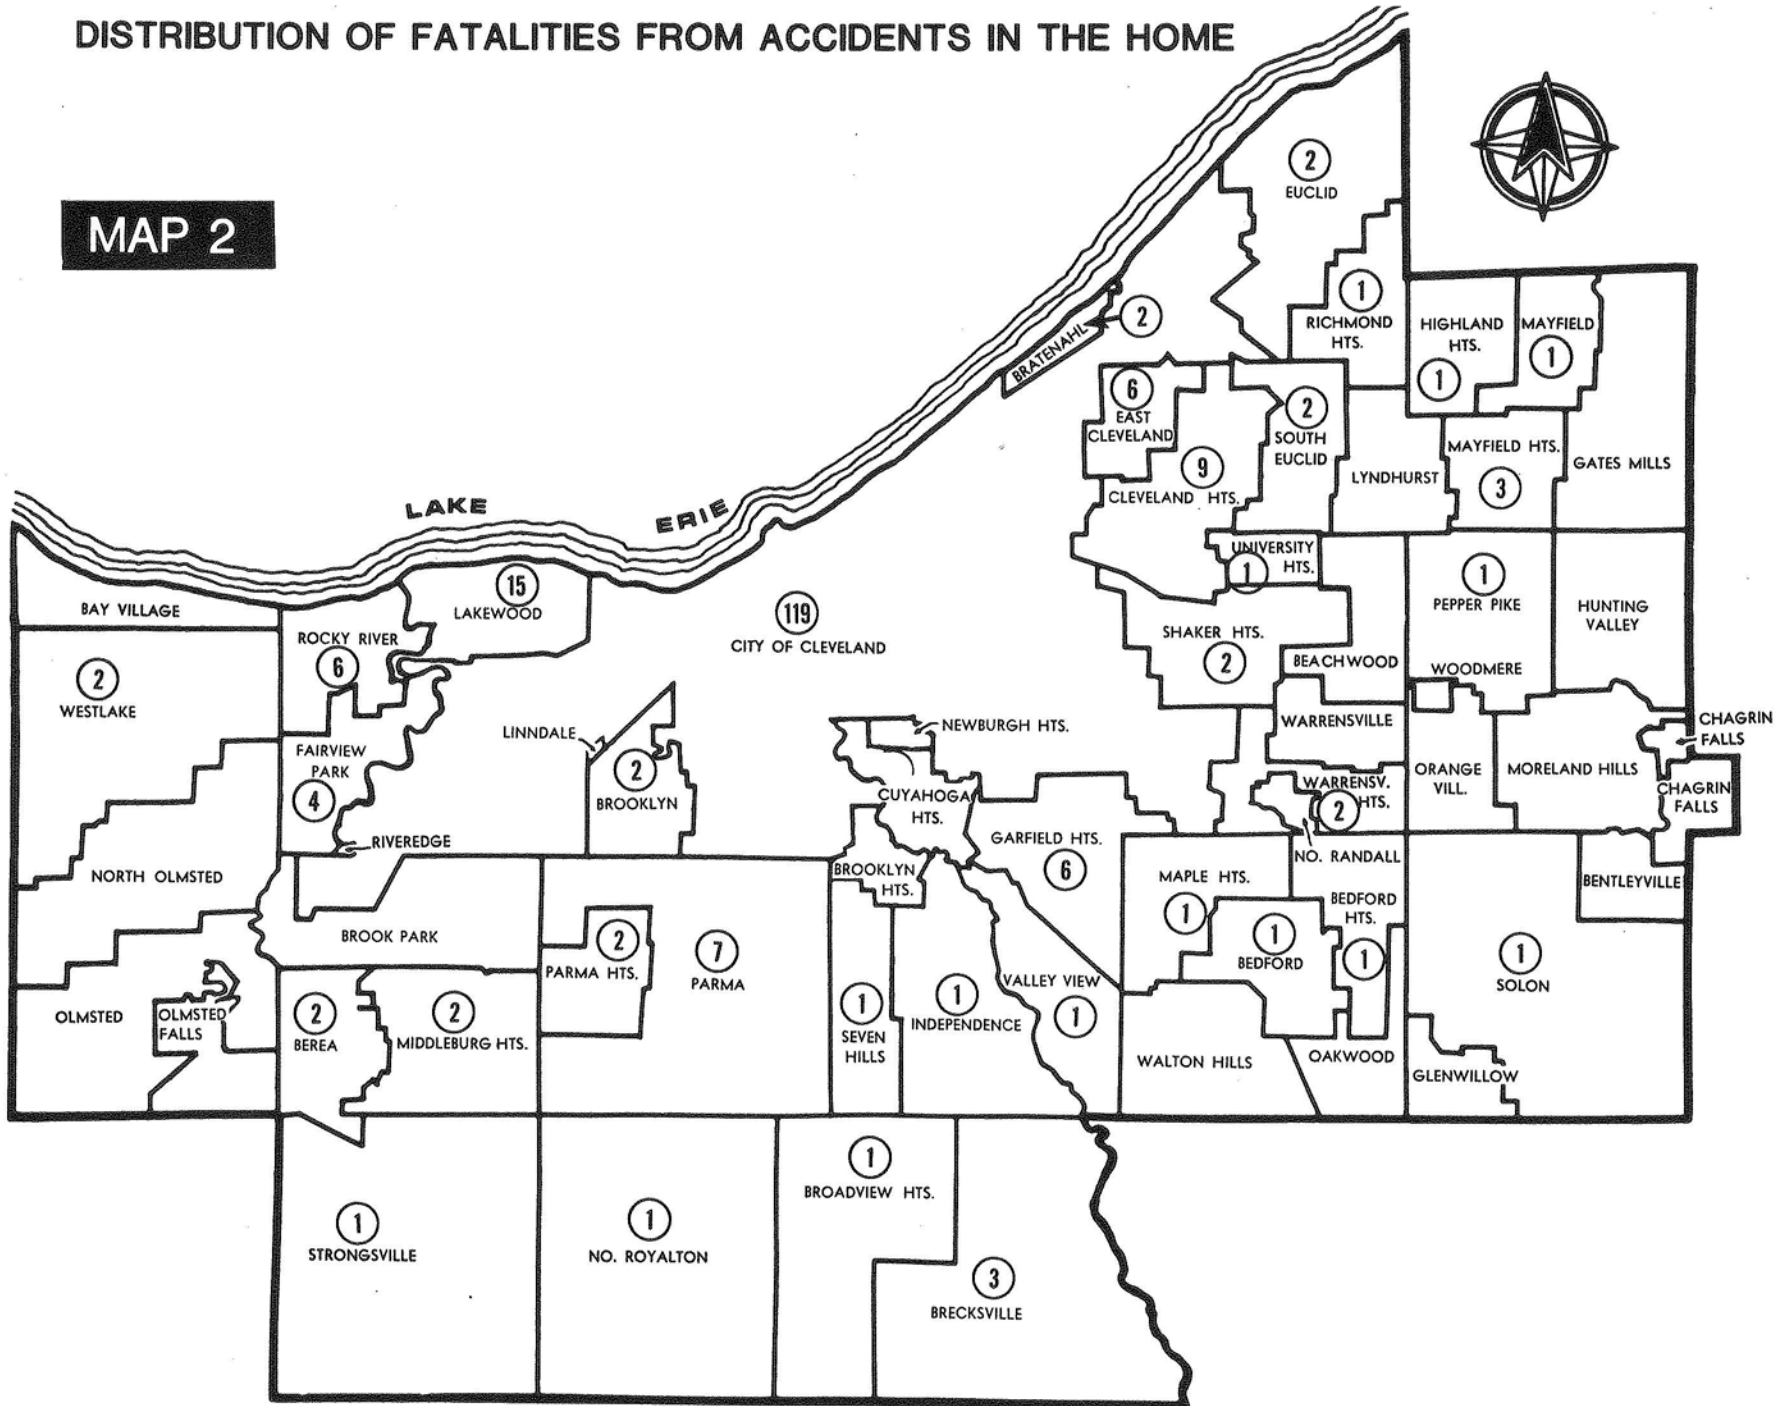 DISTRIBUTION OF FATALITIES FROM ACCIDENTS IN THE HOME
MAP 2
2
EUCLID
1
RICHMOND
HTS.
HIGHLAND
HTS.
1
MAYFIELD
1
2
BRATENAHL
6
EAST
CLEVELAND
2
SOUTH
EUCLID
9
CLEVELAND HTS.
LYNDHURST
MAYFIELD HTS.
3
GATES MILLS
LAKE ERIE
UNIVERSITY
HTS.
1
1
PEPPER PIKE
HUNTING
VALLEY
BAY VILLAGE
15
LAKEWOOD
119
CITY OF CLEVELAND
ROCKY RIVER
6
SHAKER HTS.
2
BEACHWOOD
WOODMERE
2
WESTLAKE
LINNDALE
NEWBURGH HTS.
WARRENSVILLE
CHAGRIN
FALLS
FAIRVIEW
PARK
4
2
BROOKLYN
CUYAHOGA
HTS.
WARRENSV.
HTS.
2
ORANGE
VILL.
MORELAND HILLS
CHAGRIN
FALLS
RIVEREDGE
GARFIELD HTS.
6
NO. RANDALL
NORTH OLMSTED
BROOKLYN
HTS.
MAPLE HTS.
1
BEDFORD
HTS.
1
BENTLEYVILLE
BROOK PARK
2
PARMA HTS.
7
PARMA
1
BEDFORD
1
SOLON
OLMSTED
OLMSTED
FALLS
2
BEREA
2
MIDDLEBURG HTS.
1
SEVEN
HILLS
1
INDEPENDENCE
VALLEY VIEW
1
WALTON HILLS
OAKWOOD
GLENWILLOW
1
STRONGSVILLE
1
NO. ROYALTON
1
BROADVIEW HTS.
3
BRECKSVILLE